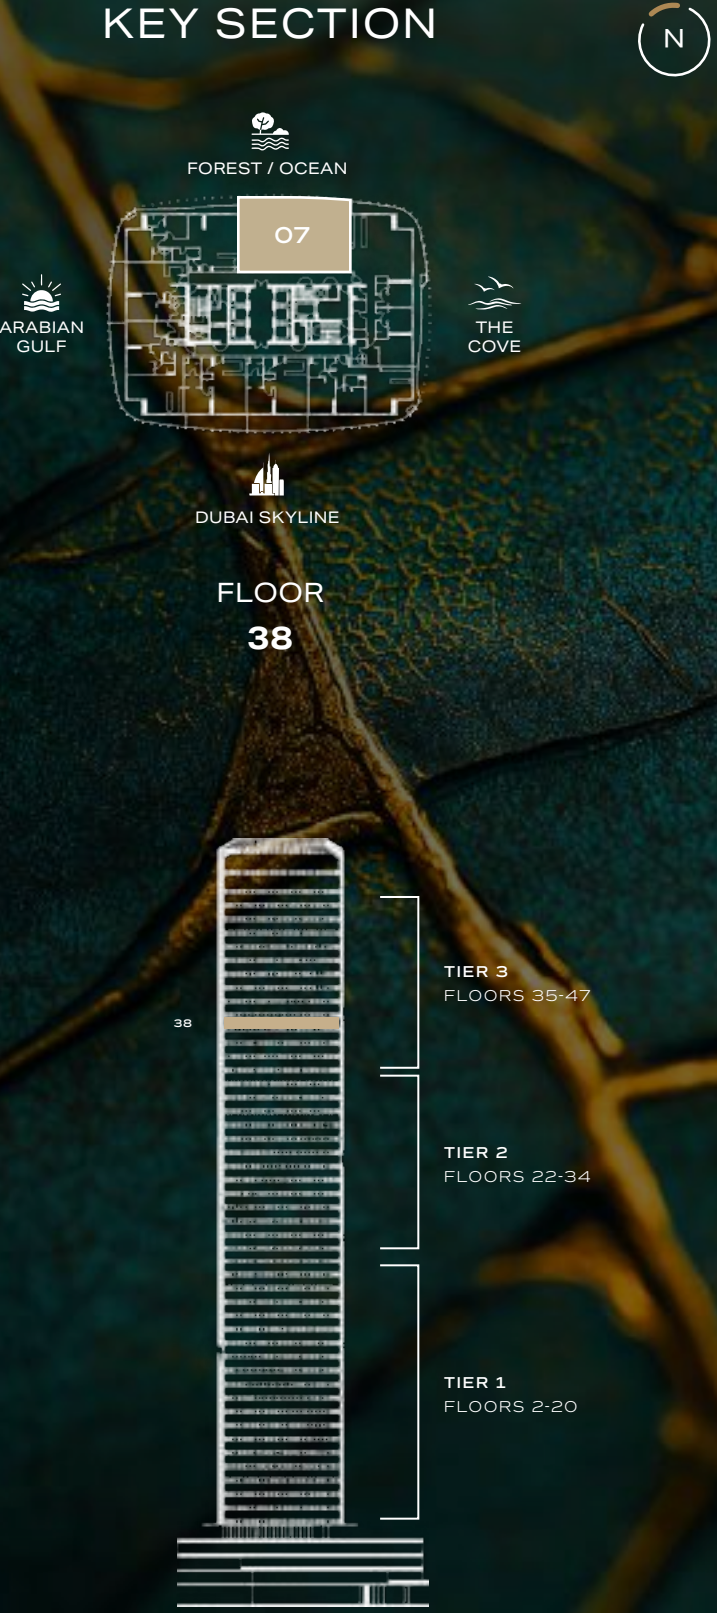 KEY SECTION
N
FOREST / OCEAN
07
ARABIAN
GULF
THE
COVE
DUBAI SKYLINE
FLOOR
38
TIER 3
FLOORS 35-47
38
TIER 2
FLOORS 22-34
TIER 1
FLOORS 2-20